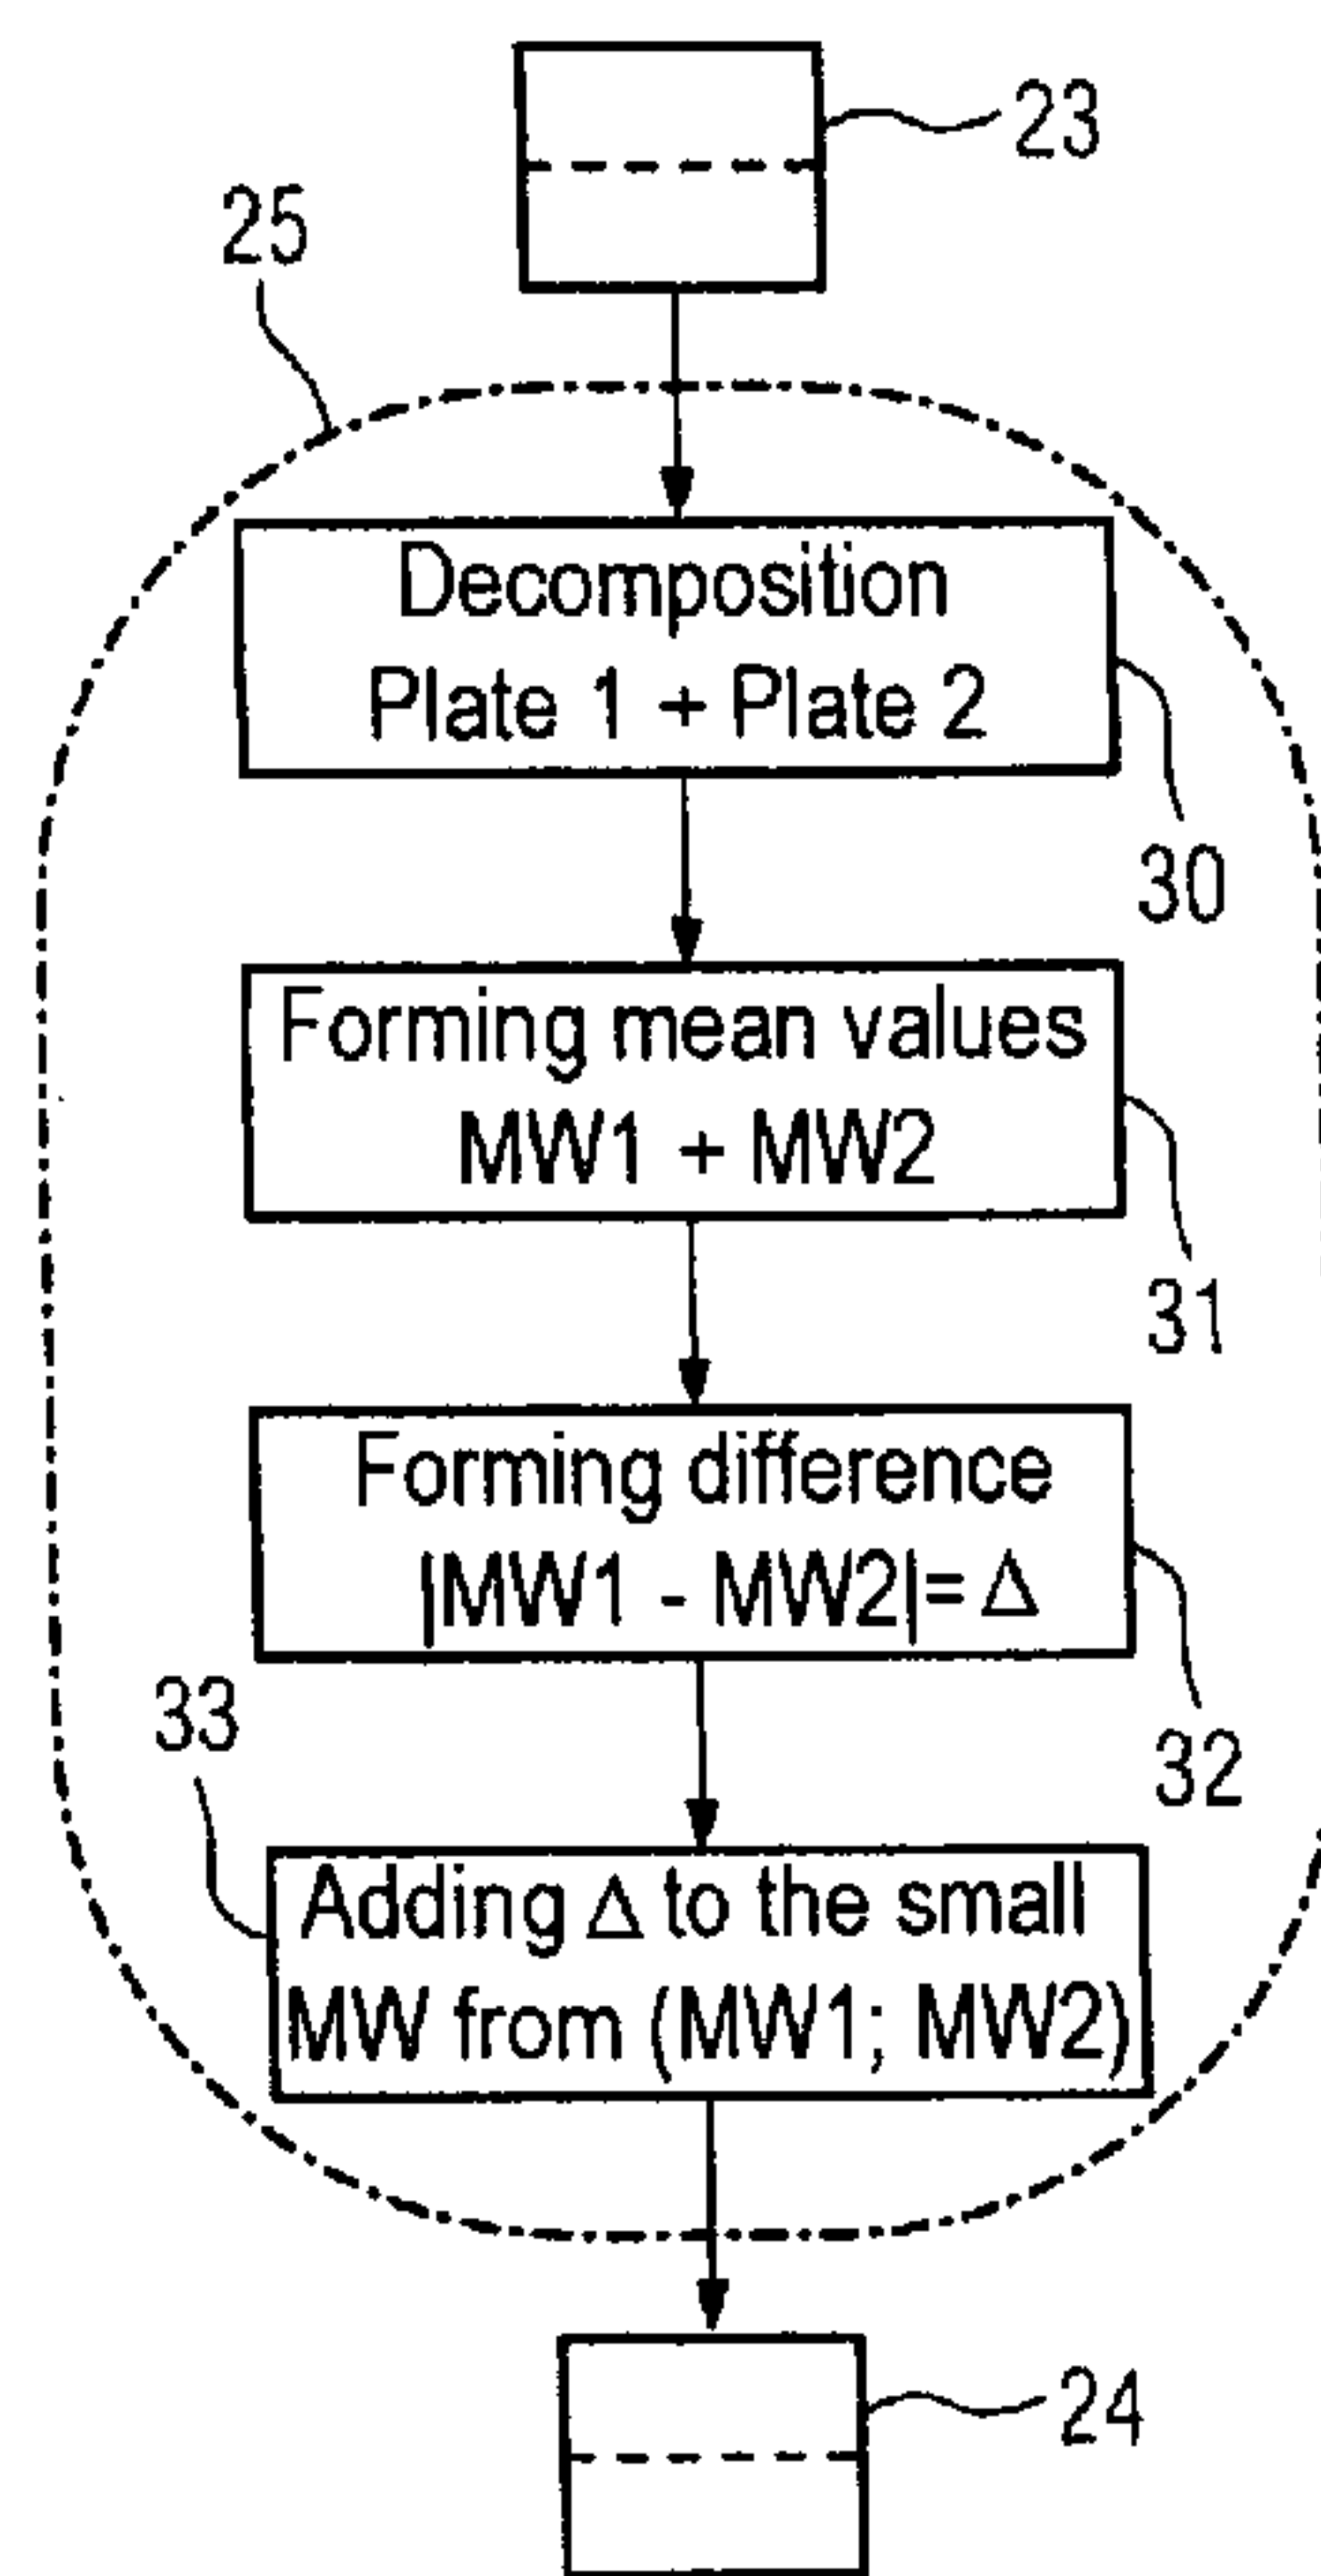 23
25
Decomposition
Plate 1 + Plate 2
30
Forming mean values
MW1 + MW2
31
Forming difference
|MW1 - MW2|= Δ
32
33
Adding Δ to the small
MW from (MW1; MW2)
24